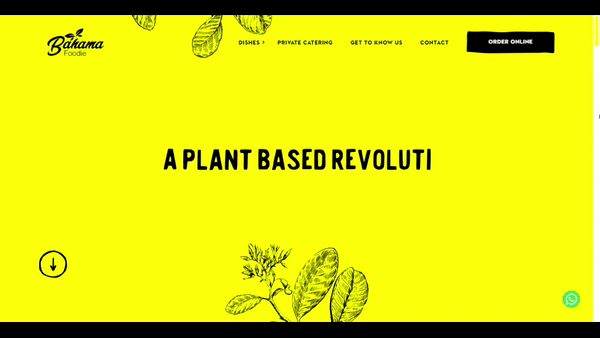 Bahama
Foodie
DISHES >
PRIVATE CATERING
GET TO KNOW US
CONTACT
ORDER ONLINE
A PLANT BASED REVOLUTI